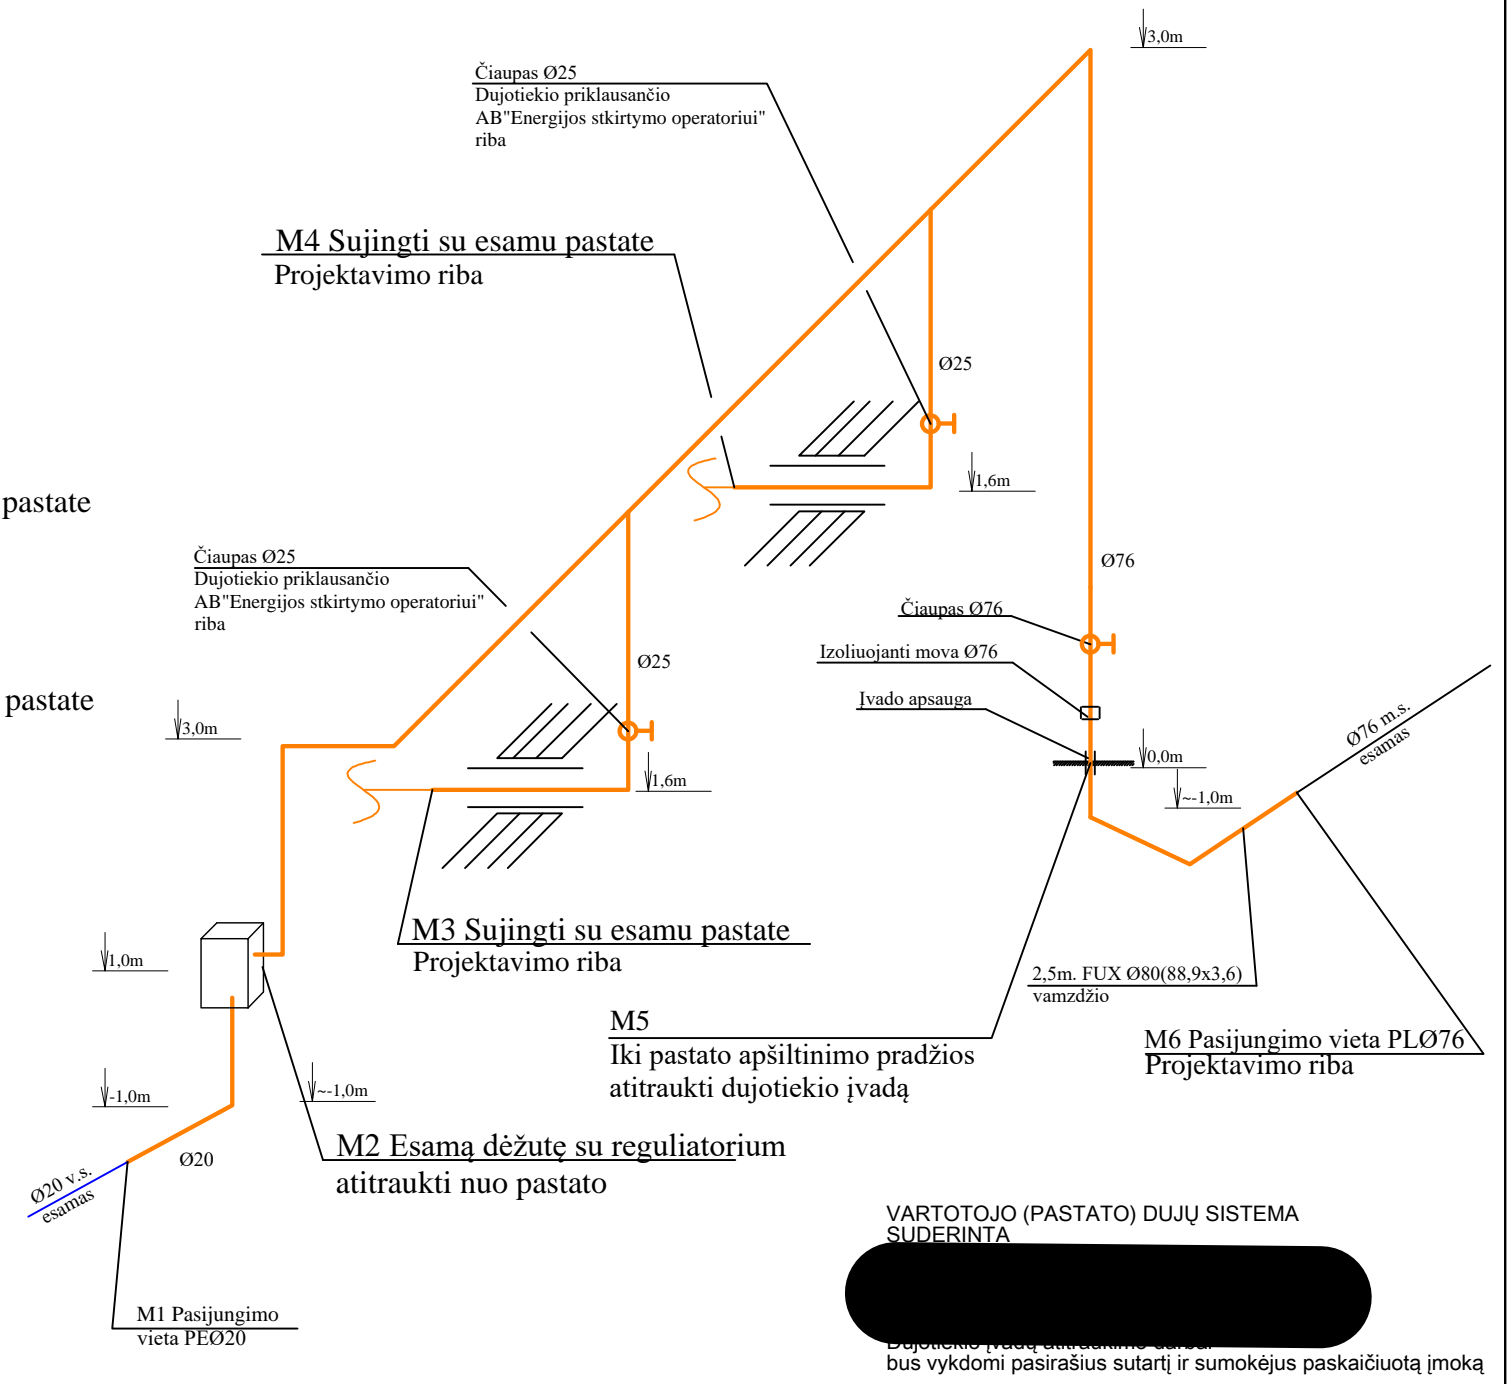 3,0m
Čiaupas Ø25
Dujotiekio priklausančio
AB"Energijos stkirtymo operatoriui"
riba
M4 Sujingti su esamu pastate
Projektavimo riba
Ø25
1,6m
pastate
Čiaupas Ø25
Dujotiekio priklausančio
AB"Energijos stkirtymo operatoriui"
riba
Ø76
Čiaupas Ø76
Izoliuojanti mova Ø76
Ivado apsauga
Ø25
pastate
3,0m
1,6m
0,0m
~-1,0m
Ø76 m.s.
esamas
M3 Sujingti su esamu pastate
Projektavimo riba
1,0m
2,5m. FUX Ø80(88,9x3,6)
vamzdžio
M5
Iki pastato apšiltinimo pradžios
atitraukti dujotiekio įvadą
M6 Pasijungimo vieta PLØ76
Projektavimo riba
-1,0m
~-1,0m
M2 Esamą dėžutę su reguliatorium
atitraukti nuo pastato
Ø20
Ø20 v.s.
esamas
M1 Pasijungimo
vieta PEØ20
VARTOTOJO (PASTATO) DUJŲ SISTEMA
SUDERINTA
bus vykdomi pasirašius sutartį ir sumokėjus paskaičiuotą įmoką